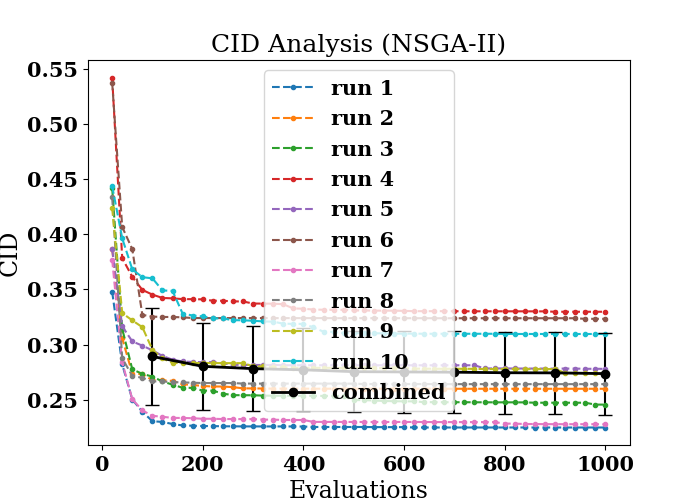 CID Analysis (NSGA-II)
CID
0.55
0.50
0.45
0.40
0.35
0.30
0.25
run 1
run 2
run 3
run 4
run 5
run 6
run 7
run 8
run 9
run 10
combined
0 200 400 600 800 1000
Evaluations